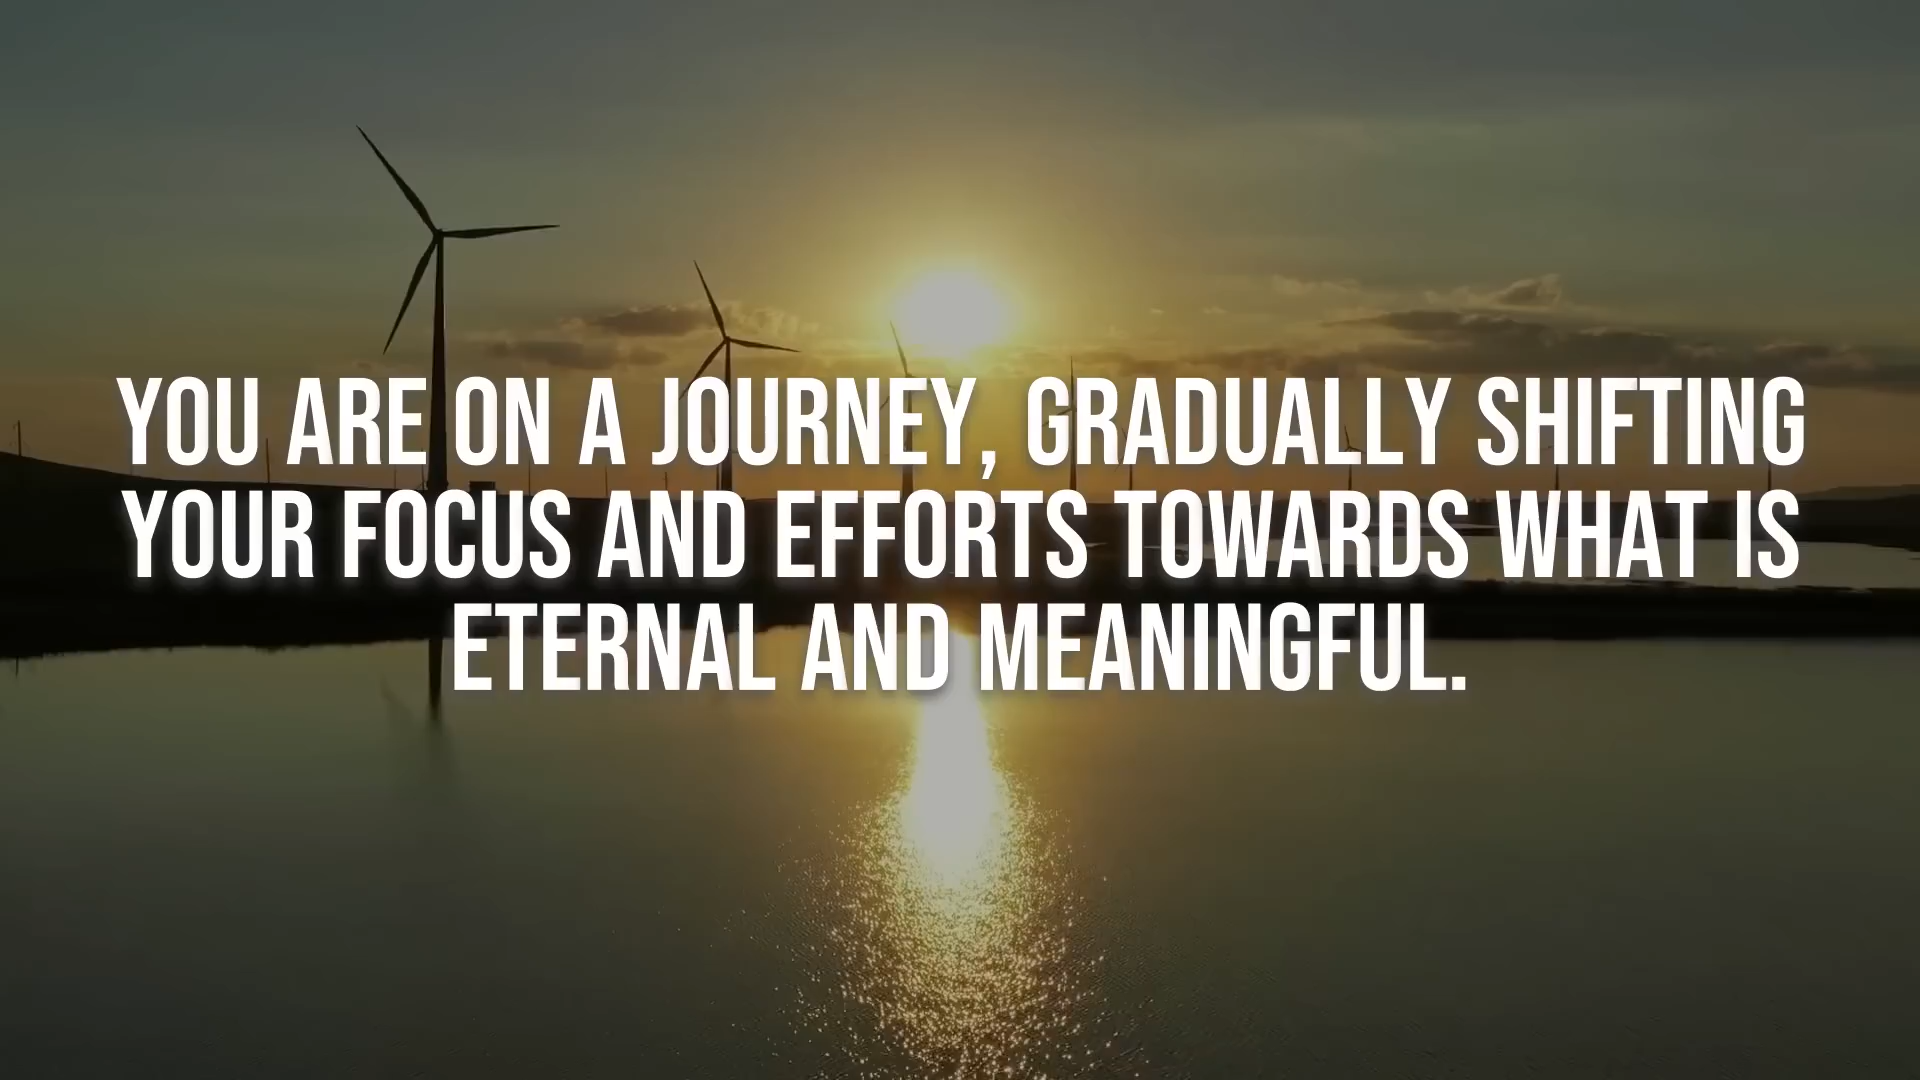 YOU ARE ON A JOURNEY, GRADUALLY SHIFTING
YOUR FOCUS AND EFFORTS TOWARDS WHAT IS
ETERNAL AND MEANINGFUL.